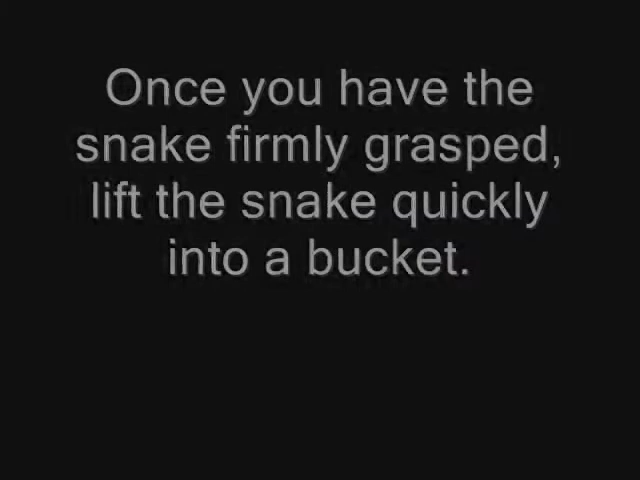 Once you have the
snake firmly grasped,
lift the snake quickly
into a bucket.